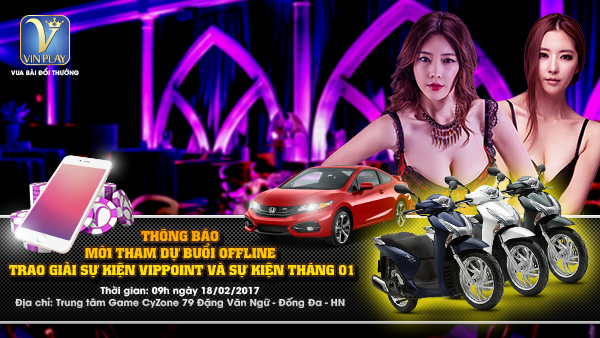 V
VIN PLAY
VUA BÀI ĐỔI THƯỞNG
THÔNG BÁO
MỜI THAM DỰ BUỔI OFFLINE
TRAO GIẢI SỰ KIỆN VIPPOINT VÀ SỰ KIỆN THÁNG 01
Thời gian: 09h ngày 18/02/2017
Địa chỉ: Trung tâm Game CyZone 79 Đặng Văn Ngữ - Đống Đa - HN